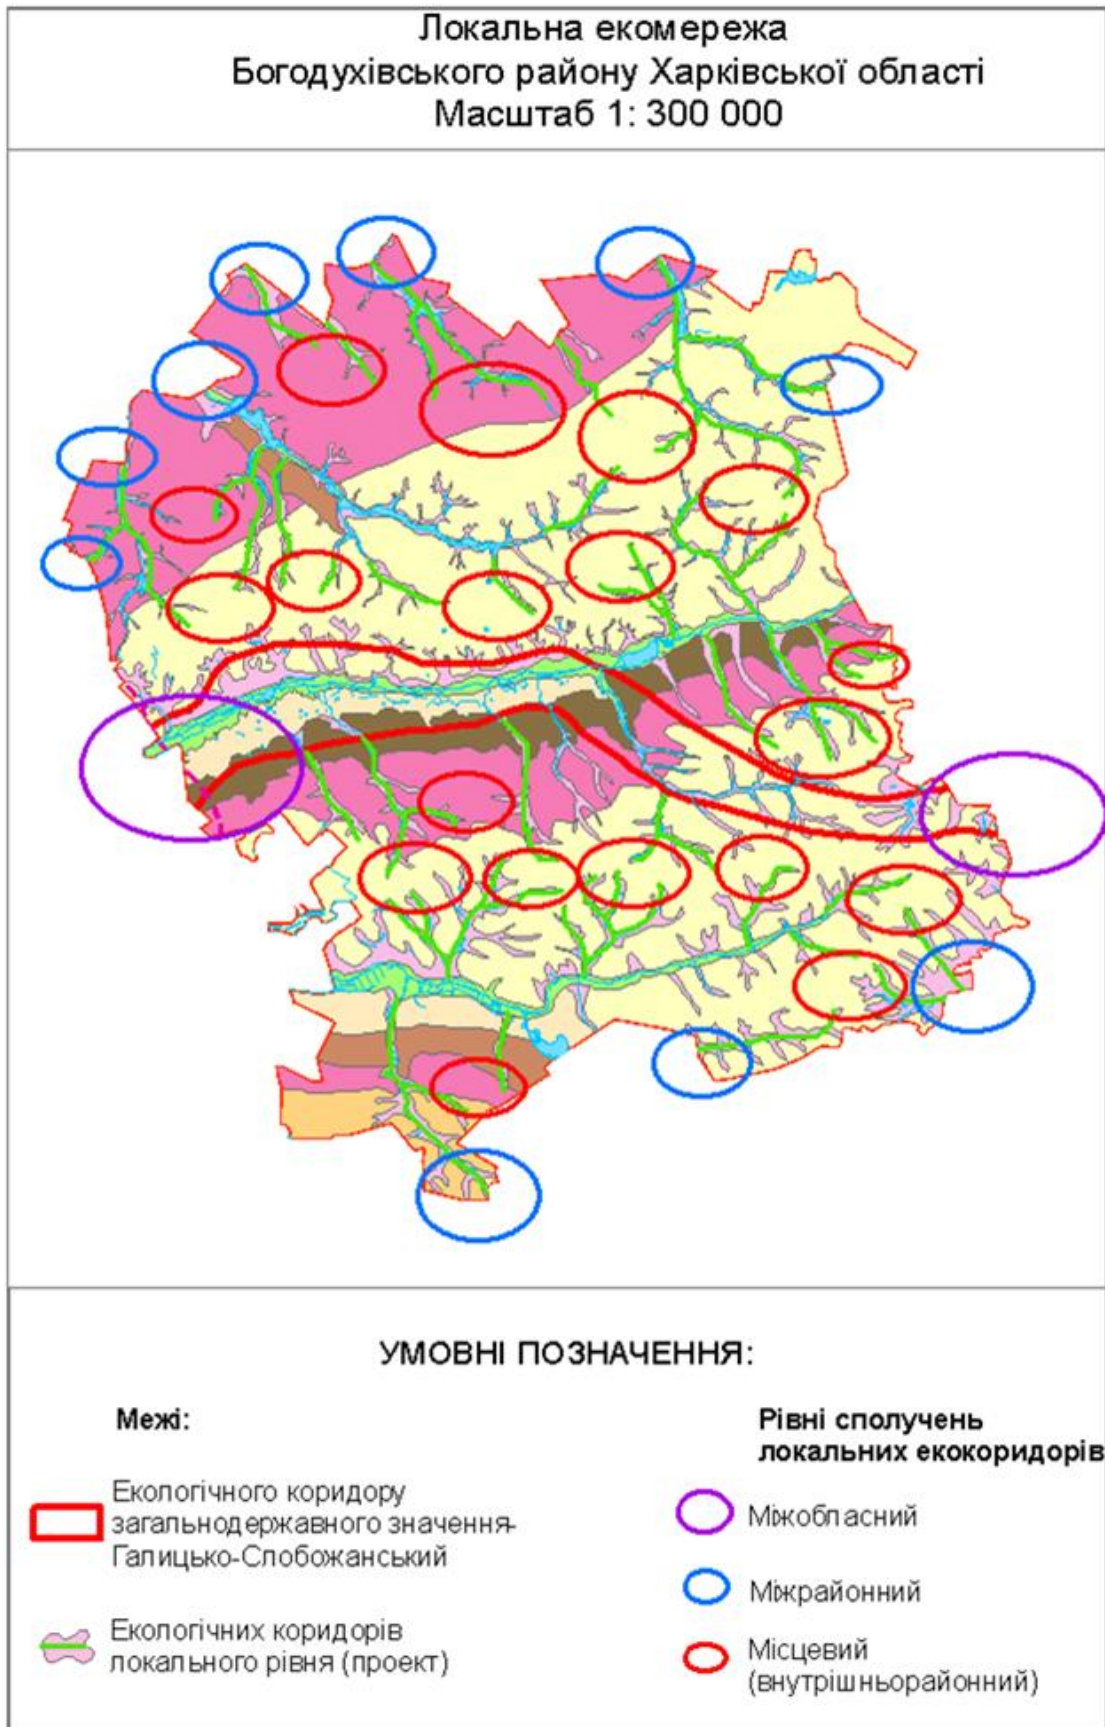 Локальна екомережа
Богодухівського району Харківської області
Масштаб 1: 300 000
УМОВНІ ПОЗНАЧЕННЯ:
Межі:
Екологічного коридору
загальнодержавного значення-
Галицько-Слобожанський
Екологічних коридорів
локального рівня (проект)
Рівні сполучень
локальних екокоридорів
Міжобласний
Міжрайонний
Місцевий
(внутрішньорайонний)